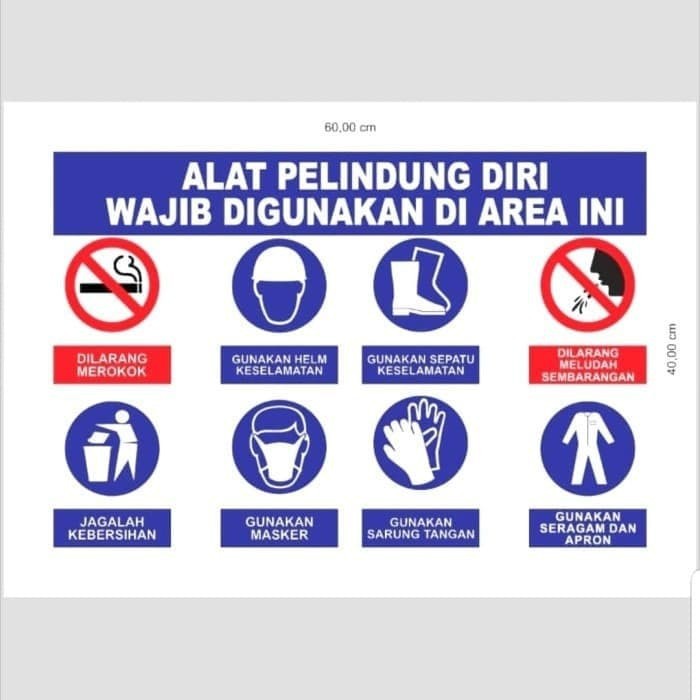 60,00 cm
ALAT PELINDUNG DIRI
WAJIB DIGUNAKAN DI AREA INI
DILARANG
MEROKOK
GUNAKAN HELM
KESELAMATAN
GUNAKAN SEPATU
KESELAMATAN
DILARANG
MELUDAH
SEMBARANGAN
40,00 cm
JAGALAH
KEBERSIHAN
GUNAKAN
MASKER
GUNAKAN
SARUNG TANGAN
GUNAKAN
SERAGAM DAN
APRON